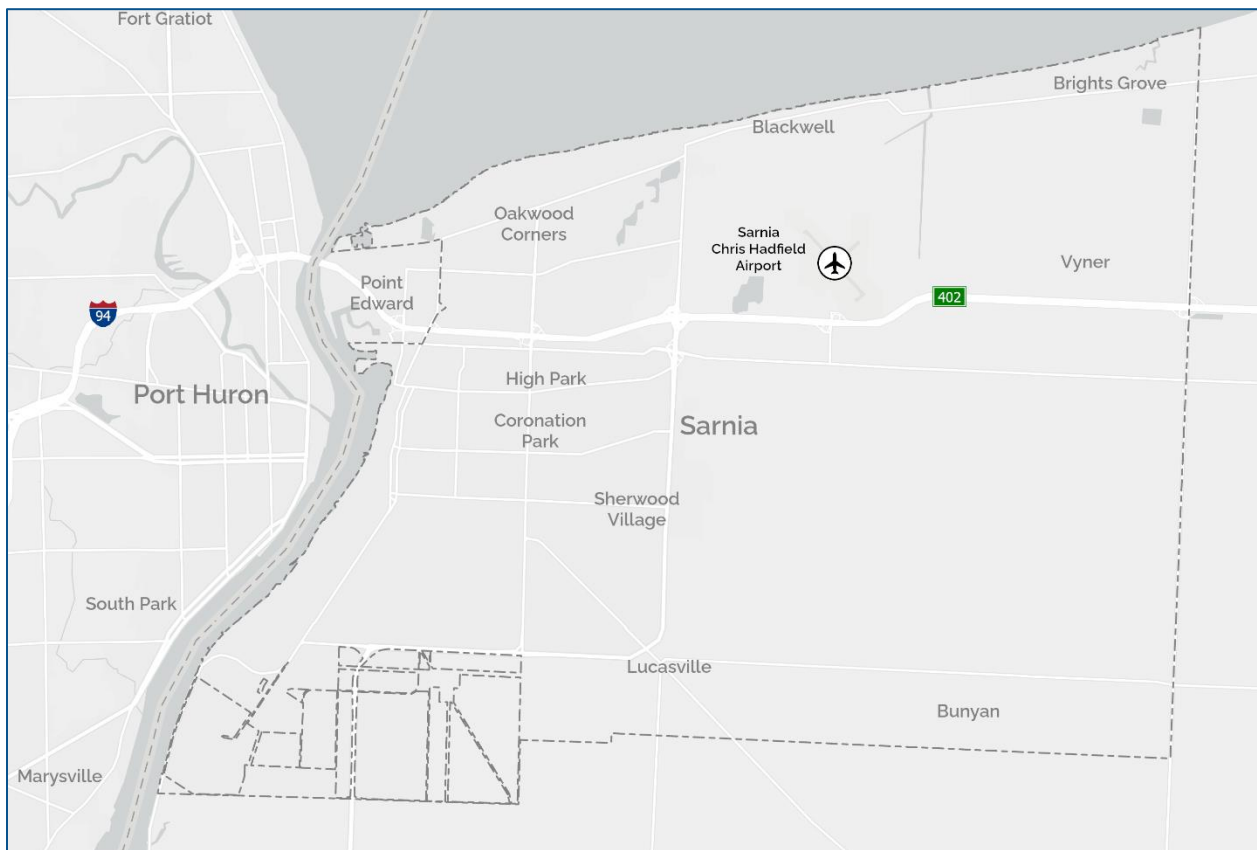 Fort Gratiot
Brights Grove
Blackwell
Oakwood
Corners
Sarnia
Chris Hadfield
Airport
Vyner
Point
Edward
402
94
Port Huron
High Park
Coronation
Park
Sarnia
Sherwood
Village
South Park
Lucasville
Bunyan
Marysville